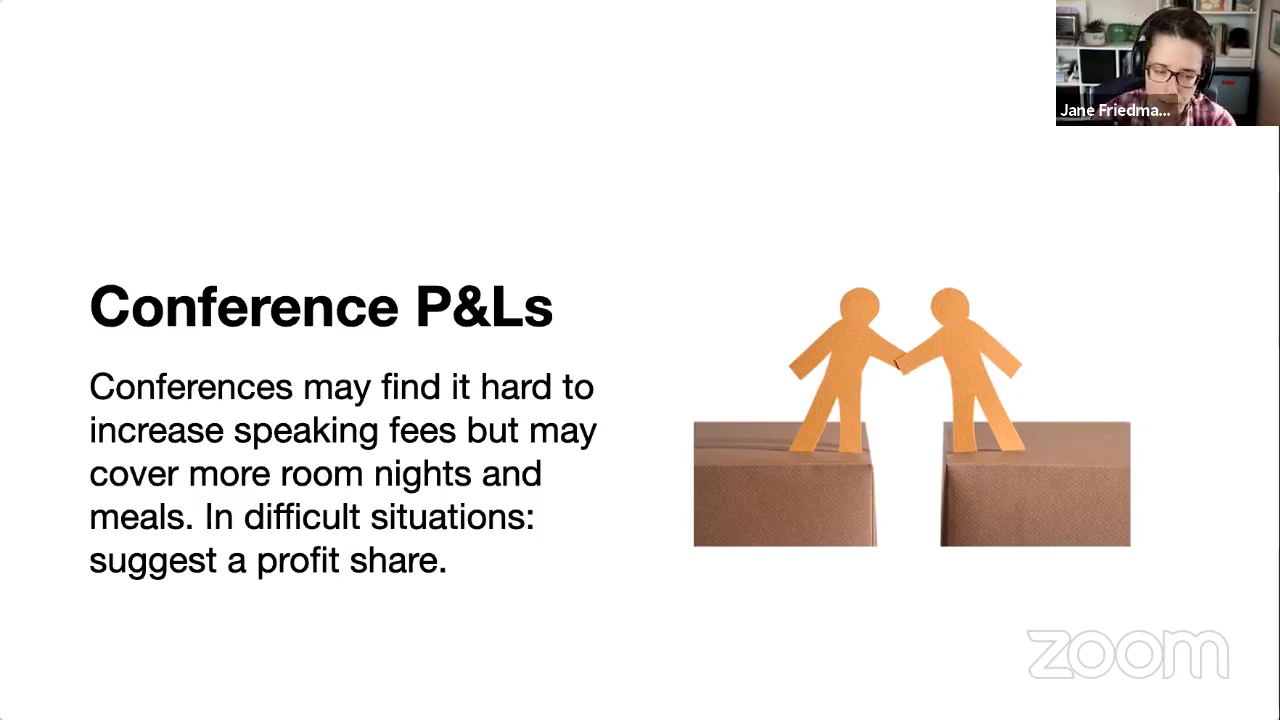 Jane Friedma...
Conference P&Ls
Conferences may find it hard to
increase speaking fees but may
cover more room nights and
meals. In difficult situations:
suggest a profit share.
zoom